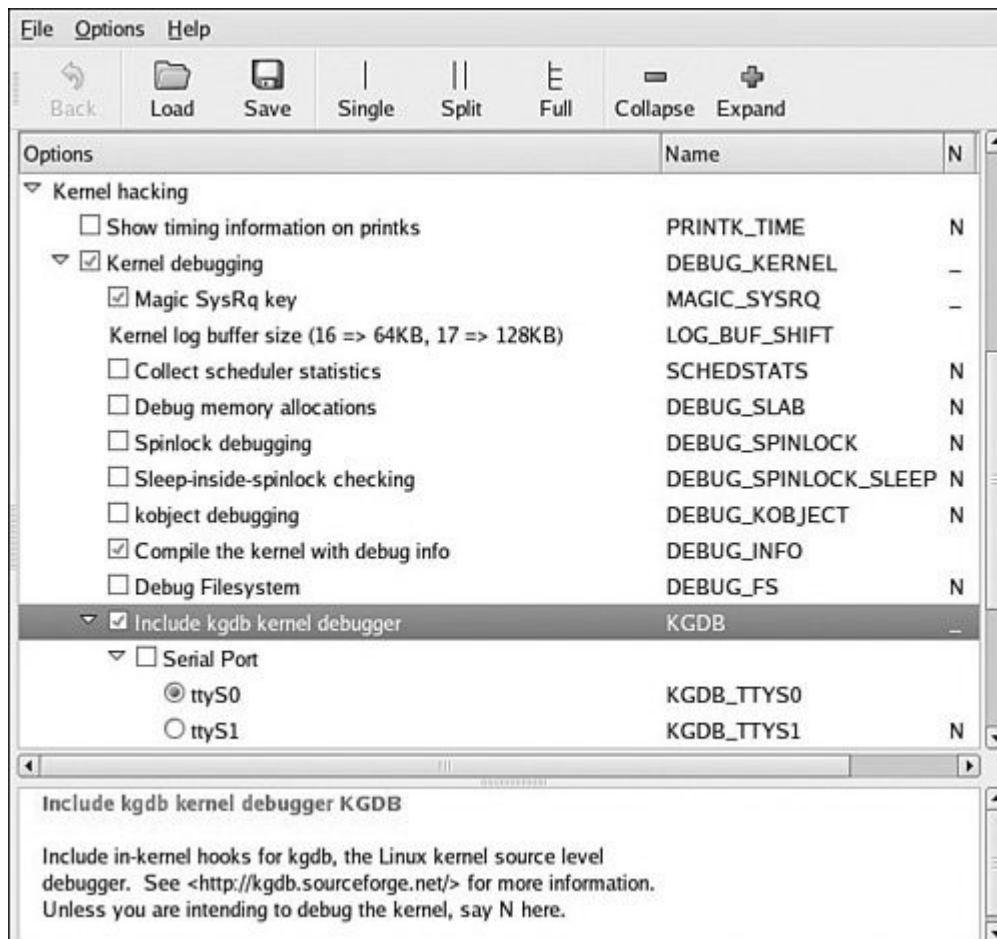 File Options Help
Back Load Save Single Split Full Collapse Expand
Options Name N
Kernel hacking
Show timing information on printks PRINTK_TIME N
Kernel debugging DEBUG_KERNEL _
Magic SysRq key MAGIC_SYSRQ _
Kernel log buffer size (16 => 64KB, 17 => 128KB) LOG_BUF_SHIFT
Collect scheduler statistics SCHEDSTATS N
Debug memory allocations DEBUG_SLAB N
Spinlock debugging DEBUG_SPINLOCK N
Sleep-inside-spinlock checking DEBUG_SPINLOCK_SLEEP N
kobject debugging DEBUG_KOBJECT N
Compile the kernel with debug info DEBUG_INFO
Debug Filesystem DEBUG_FS N
Include kgdb kernel debugger KGDB _
Serial Port
ttyS0 KGDB_TTYS0
ttyS1 KGDB_TTYS1 N
Include kgdb kernel debugger KGDB
Include in-kernel hooks for kgdb, the Linux kernel source level
debugger. See <http://kgdb.sourceforge.net/> for more information.
Unless you are intending to debug the kernel, say N here.